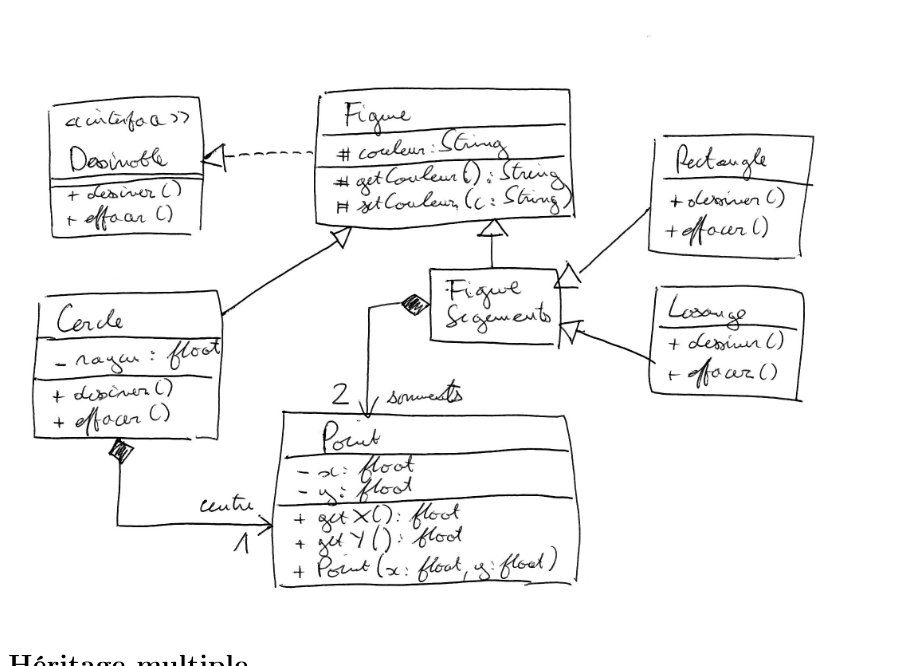 <<interface>>
Dessinable
+ dessiner()
+ effacer()
Figure
# couleur: String
# getCouleur(): String
# setCouleur(c: String)
Rectangle
+ dessiner()
+ effacer()
Cercle
- rayon: float
+ dessiner()
+ effacer()
Figure
Segments
Losange
+ dessiner()
+ effacer()
2 sommets
Point
- x: float
- y: float
+ getX(): float
+ getY(): float
+ Point(x: float, y: float)
centre
1
Héritage multiple